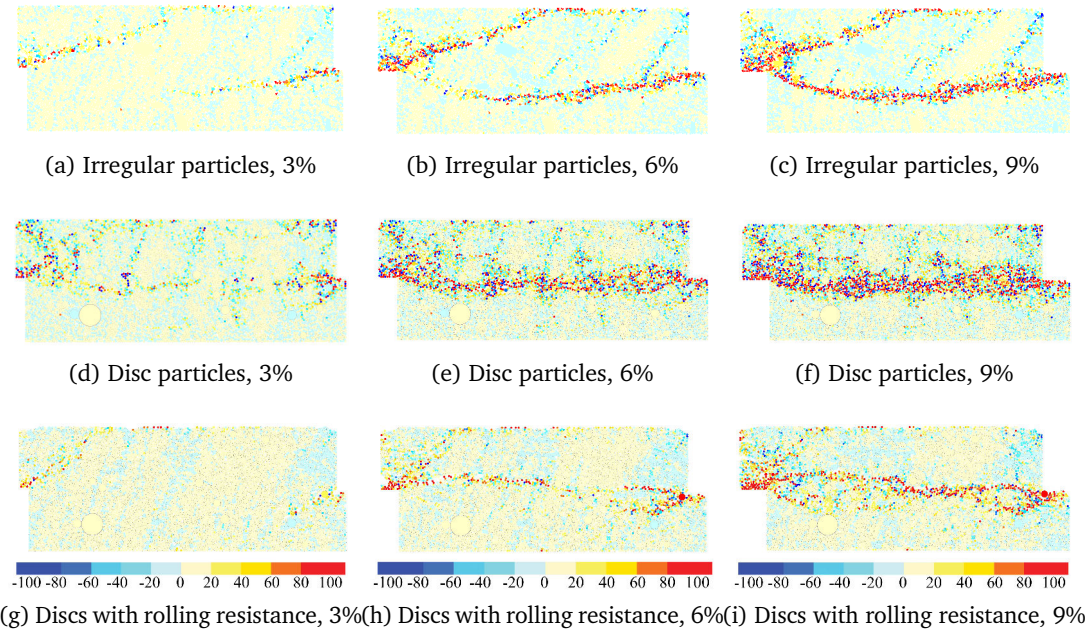 (a) Irregular particles, 3%
(b) Irregular particles, 6%
(c) Irregular particles, 9%
(d) Disc particles, 3%
(e) Disc particles, 6%
(f) Disc particles, 9%
-100 -80 -60 -40 -20 0 20 40 60 80 100
-100 -80 -60 -40 -20 0 20 40 60 80 100
-100 -80 -60 -40 -20 0 20 40 60 80 100
(g) Discs with rolling resistance, 3%
(h) Discs with rolling resistance, 6%
(i) Discs with rolling resistance, 9%